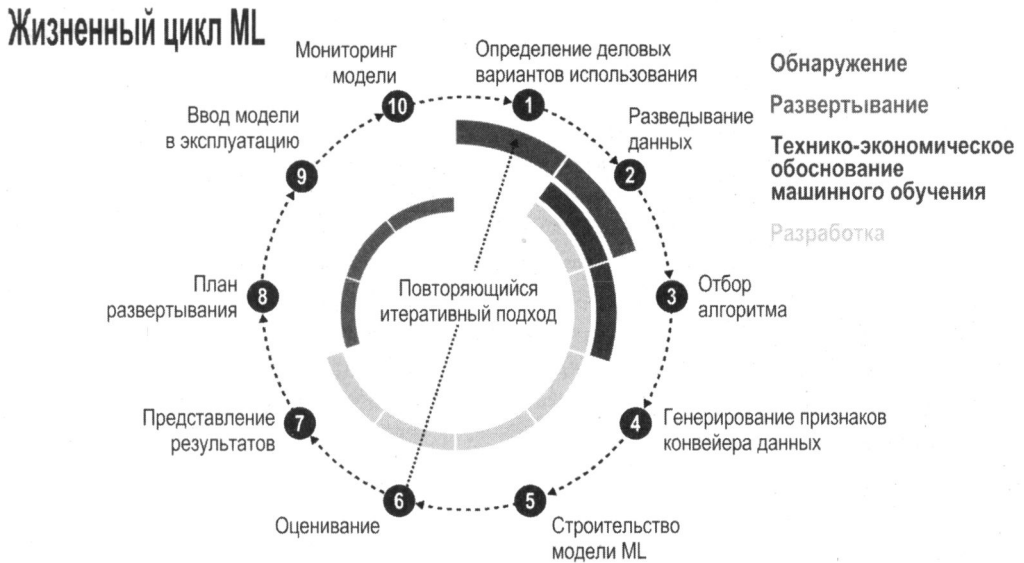 Жизненный цикл ML
Мониторинг
модели
Определение деловых
вариантов использования
Обнаружение
Развертывание
Технико-экономическое
обоснование
машинного обучения
Разработка
10
1
Ввод модели
в эксплуатацию
Разведывание
данных
9
2
План
развертывания
8
Повторяющийся
итеративный подход
3
Отбор
алгоритма
Представление
результатов
7
4
Генерирование признаков
конвейера данных
6
5
Оценивание
Строительство
модели ML